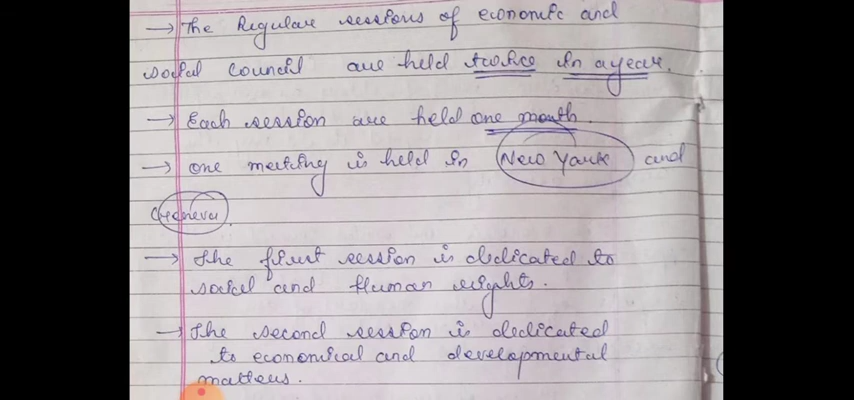 → The Regular sessions of economic and
social council are held twice in a year.
→ Each session are held one month.
→ one meeting is held in New York and
Geneva.
→ The first session is dedicated to
social and Human rights.
→ The second session is dedicated
to economical and developmental
matters.